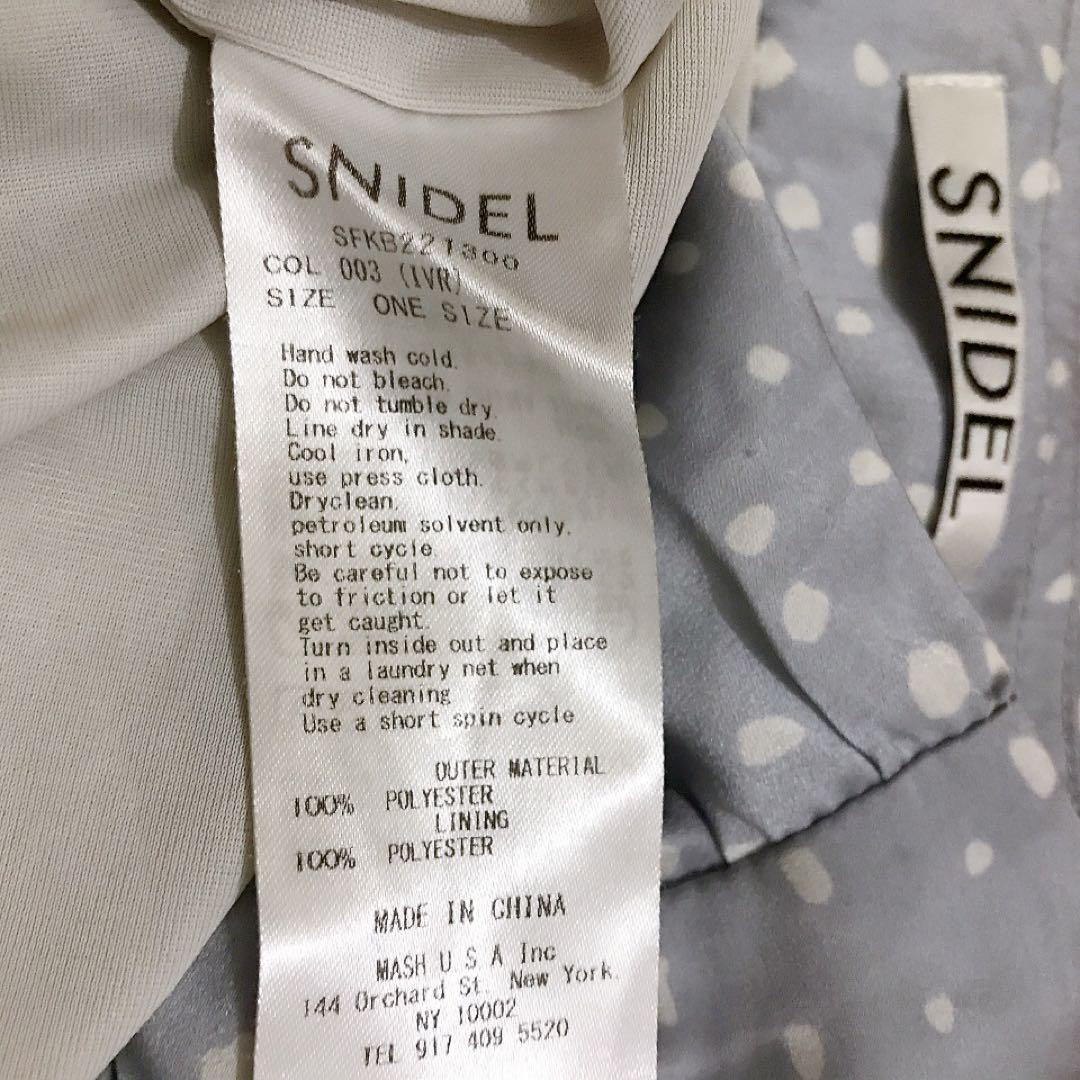 SNIDEL
SFKB221300
COL 003 (IVR)
SIZE ONE SIZE
Hand wash cold.
Do not bleach.
Do not tumble dry.
Line dry in shade.
Cool iron,
use press cloth.
Dryclean,
petroleum solvent only,
short cycle.
Be careful not to expose
to friction or let it
get caught.
Turn inside out and place
in a laundry net when
dry cleaning
Use a short spin cycle
OUTER MATERIAL
100% POLYESTER
LINING
100% POLYESTER
MADE IN CHINA
MASH U S A Inc
144 Orchard St. New York.
NY 10002
TEL 917 409 5520
SNIDEL